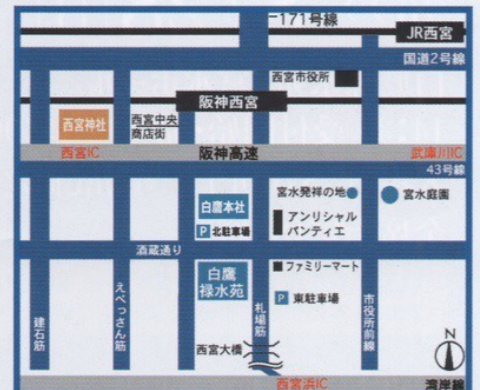 171号線
JR西宮
国道2号線
西宮市役所
阪神西宮
西宮神社
西宮中央
商店街
西宮IC
阪神高速
武庫川IC
43号線
白鷹本社
P 北駐車場
宮水発祥の地
宮水庭園
アンリシャル
パンティエ
酒蔵通り
白鷹
禄水苑
ファミリーマート
P 東駐車場
建石筋
えべっさん筋
札場筋
市役所前線
西宮大橋
N
西宮浜IC
湾岸線